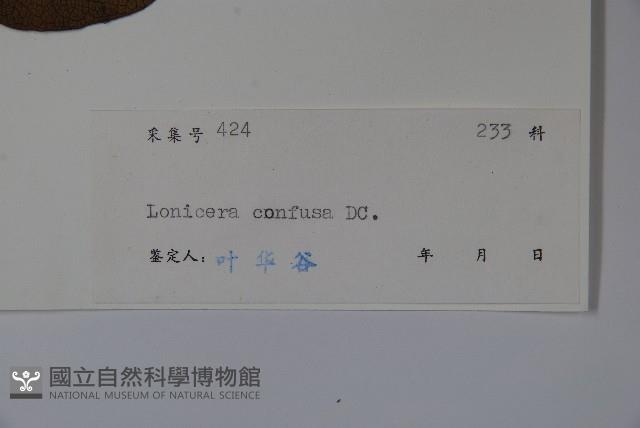 采集号 424 233 科
Lonicera confusa DC.
鉴定人: 叶华谷 年 月 日
國立自然科學博物館
NATIONAL MUSEUM OF NATURAL SCIENCE